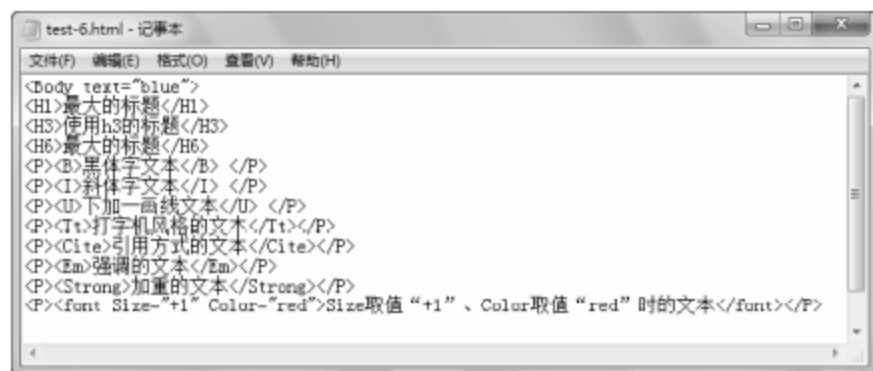 test-6.html - 记事本
文件(F) 编辑(E) 格式(O) 查看(V) 帮助(H)
<Body text="blue">
<H1>最大的标题</H1>
<H3>使用h3的标题</H3>
<H6>最大的标题</H6>
<P><B>黑体字文本</B> </P>
<P><I>斜体字文本</I> </P>
<P><U>下加一画线文本</U> </P>
<P><Tt>打字机风格的文本</Tt></P>
<P><Cite>引用方式的文本</Cite></P>
<P><Em>强调的文本</Em></P>
<P><Strong>加重的文本</Strong></P>
<P><font Size="+1" Color="red">Size取值“+1”、Color取值“red”时的文本</font></P>